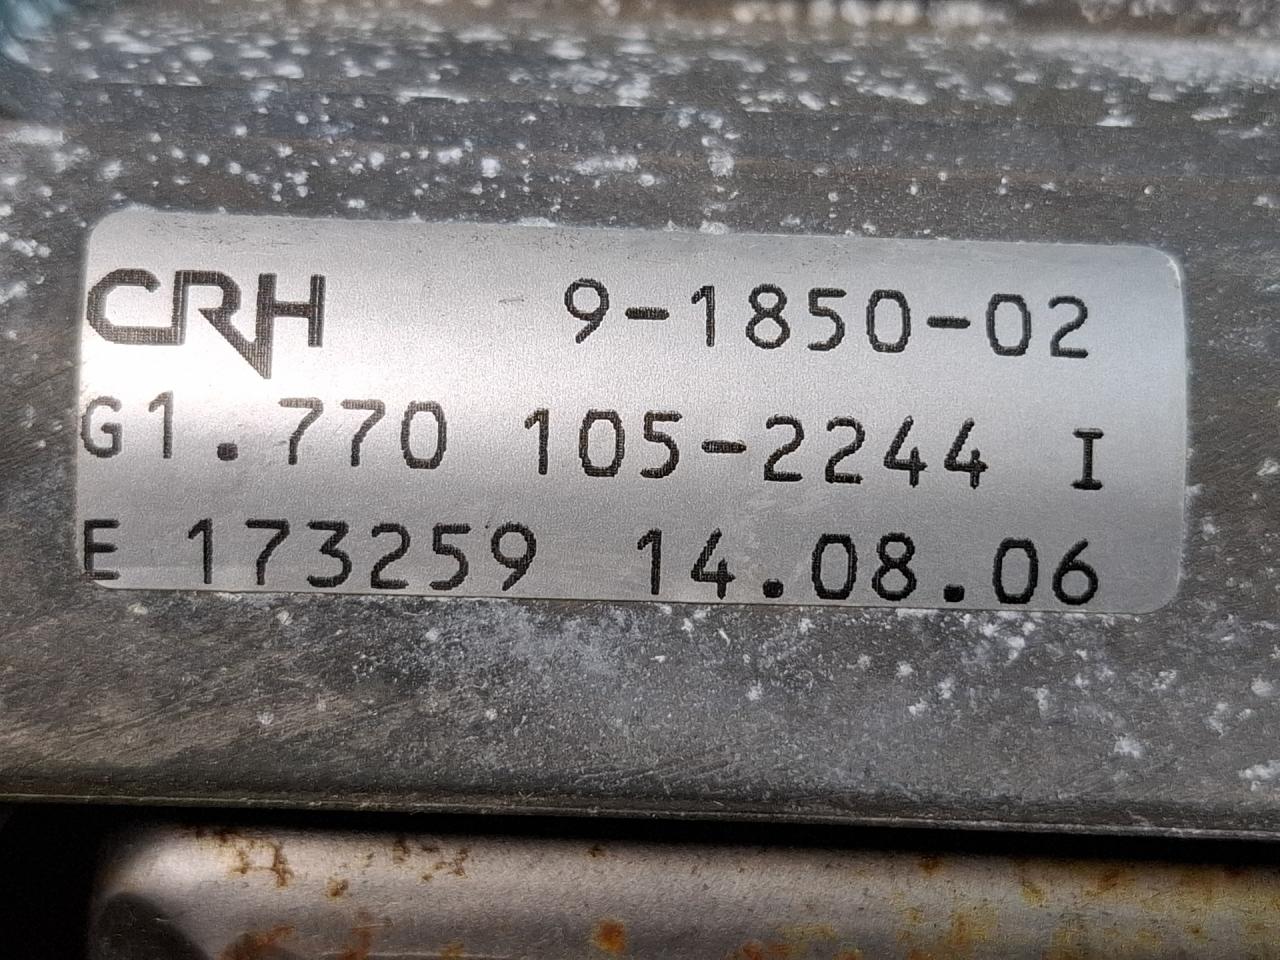 CRH 9-1850-02
G1.770 105-2244 I
E 173259 14.08.06